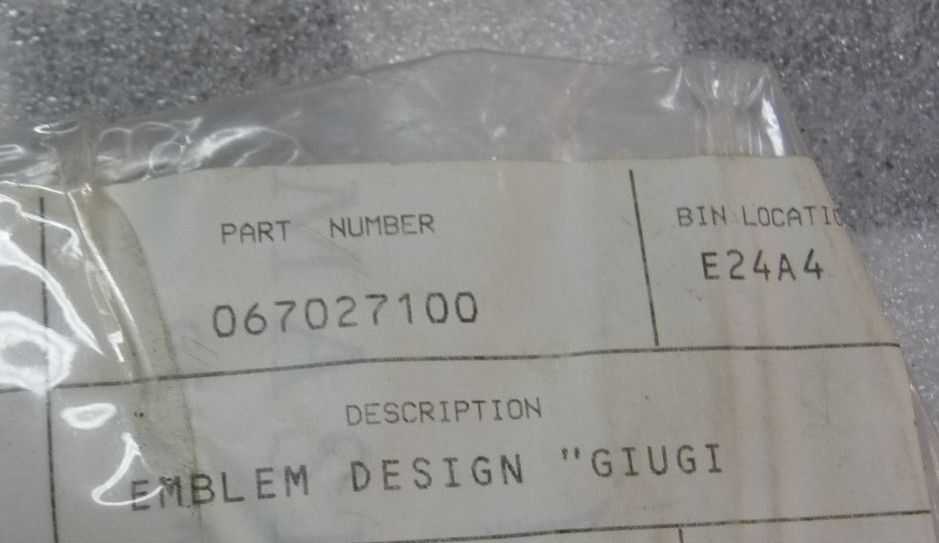 PART NUMBER
BIN LOCATIO
067027100
E24A4
DESCRIPTION
EMBLEM DESIGN "GIUGI